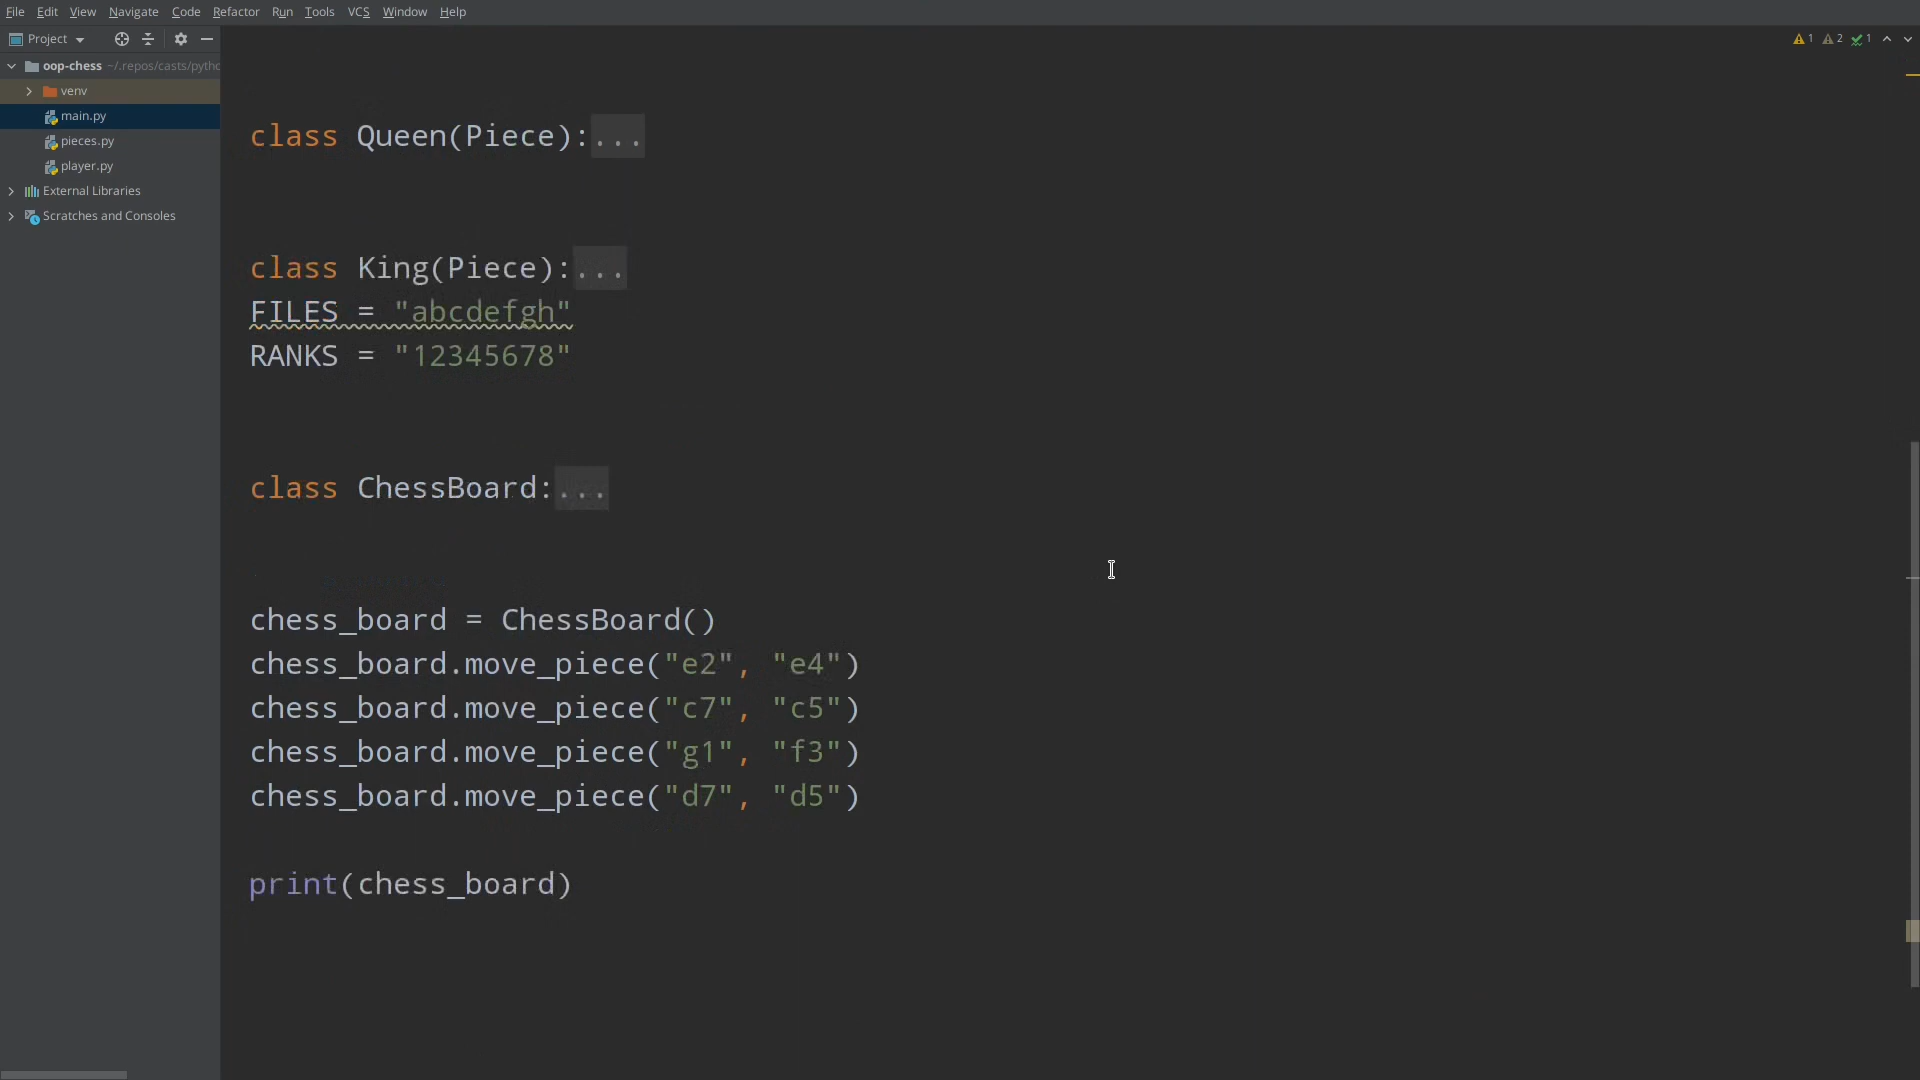 File Edit View Navigate Code Refactor Run Tools VCS Window Help
Project
1 2 1
oop-chess ~/.repos/casts/pytho
venv
main.py
pieces.py
player.py
External Libraries
Scratches and Consoles
class Queen(Piece):...
class King(Piece):...
FILES = "abcdefgh"
RANKS = "12345678"
class ChessBoard:...
chess_board = ChessBoard()
chess_board.move_piece("e2", "e4")
chess_board.move_piece("c7", "c5")
chess_board.move_piece("g1", "f3")
chess_board.move_piece("d7", "d5")
print(chess_board)